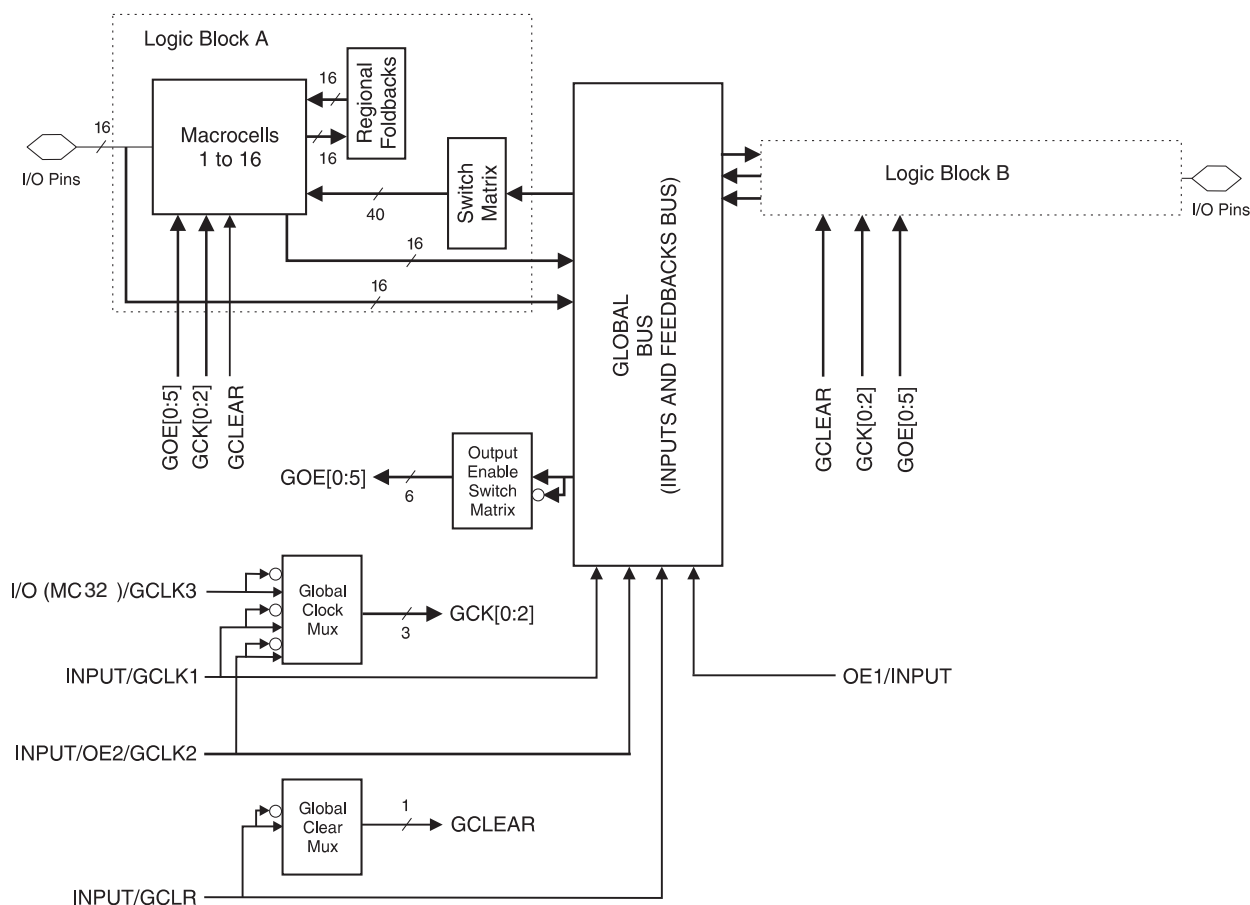 Logic Block A
16
Regional
Foldbacks
16
Macrocells
1 to 16
16
I/O Pins
40
Switch
Matrix
16
16
GOE[0:5]
GCK[0:2]
GCLEAR
GLOBAL
BUS
(INPUTS AND FEEDBACKS BUS)
Logic Block B
I/O Pins
GCLEAR
GCK[0:2]
GOE[0:5]
GOE[0:5]
6
Output
Enable
Switch
Matrix
I/O (MC32 )/GCLK3
Global
Clock
Mux
3
GCK[0:2]
INPUT/GCLK1
OE1/INPUT
INPUT/OE2/GCLK2
Global
Clear
Mux
1
GCLEAR
INPUT/GCLR